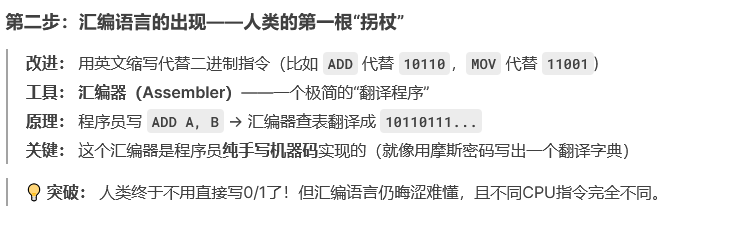 第二步：汇编语言的出现——人类的第一根“拐杖”
改进： 用英文缩写代替二进制指令（比如 ADD 代替 10110， MOV 代替 11001）
工具： 汇编器（Assembler）——一个极简的“翻译程序”
原理： 程序员写 ADD A, B → 汇编器查表翻译成 10110111...
关键： 这个汇编器是程序员纯手写机器码实现的（就像用摩斯密码写出一个翻译字典）
💡 突破： 人类终于不用直接写0/1了！但汇编语言仍晦涩难懂，且不同CPU指令完全不同。